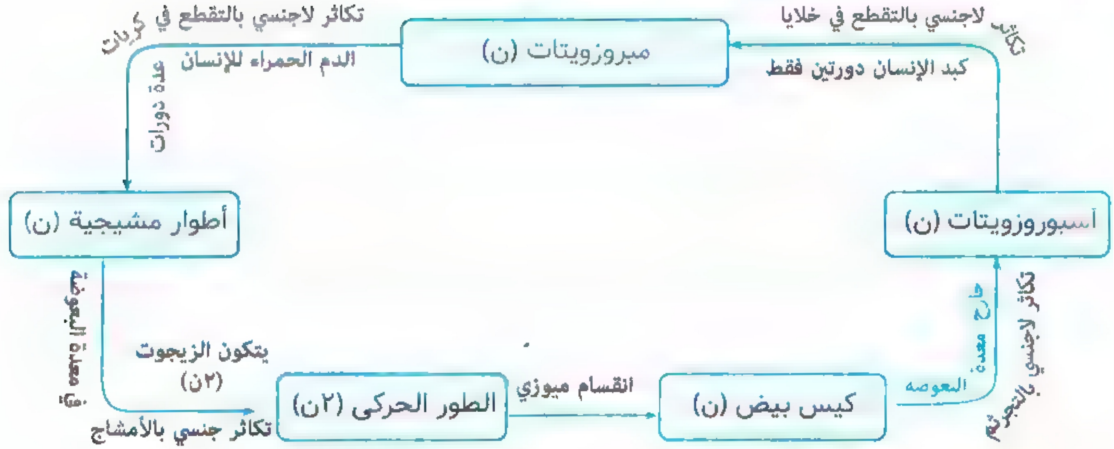 تكاثر لاجنسي بالتقطع في خلايا
كبد الإنسان دورتين فقط
ميروزويتات (ن)
تكاثر لاجنسي بالتقطع في كريات
الدم الحمراء للإنسان
عدة دورات
أسبوروزويتات (ن)
أطوار مشيجية (ن)
في معدة البعوضة
يتكون الزيجوت
(٢ن)
تكاثر جنسي بالأمشاج
الطور الحركى (٢ن)
انقسام ميوزي
كيس بيض (ن)
خارج معدة
البعوضه
تكاثر لاجنسي بالتجرثم